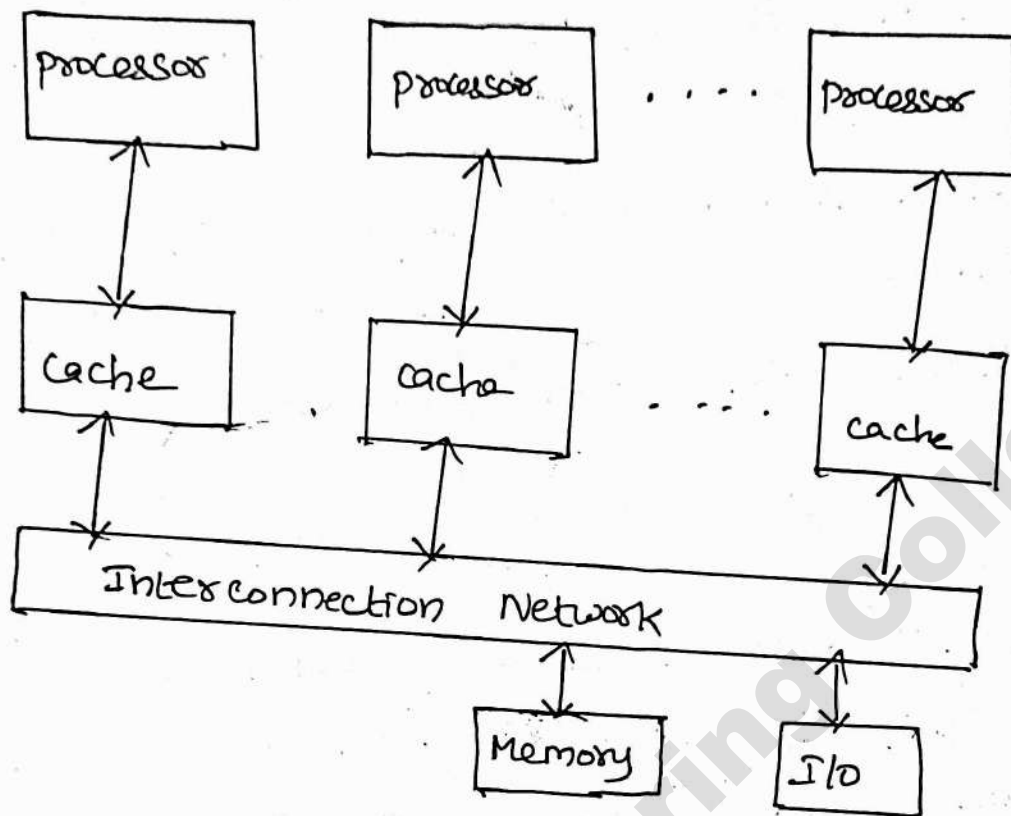 processor
processor
processor
cache
cache
cache
Interconnection Network
Memory
I/O